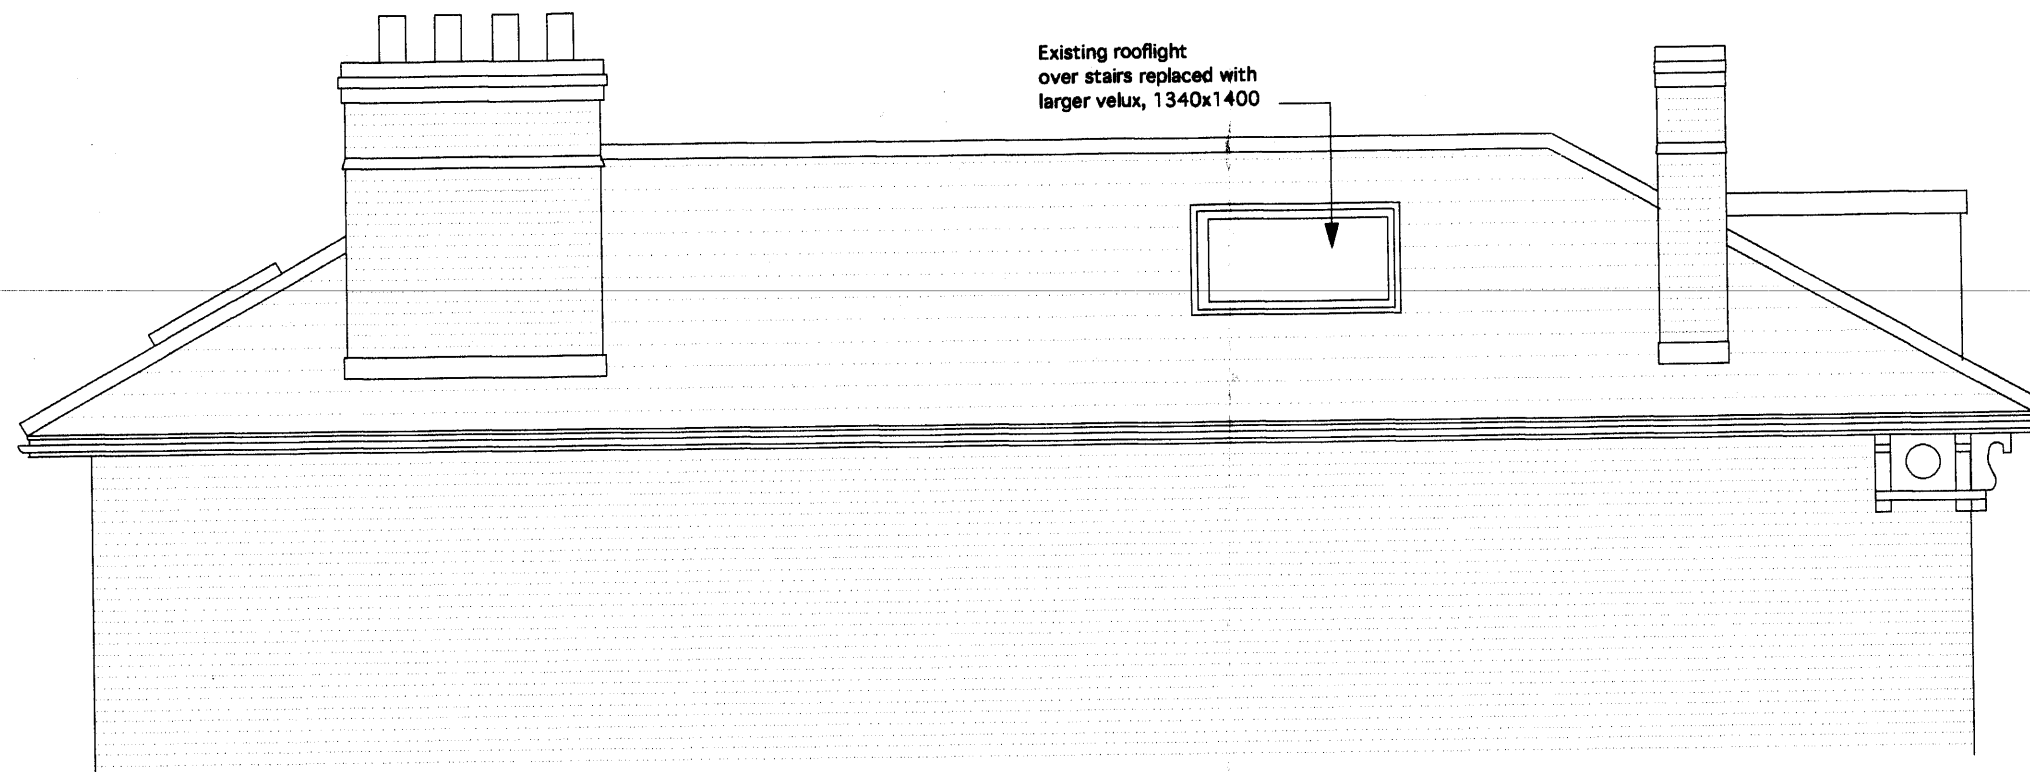 Existing rooflight
over stairs replaced with
larger velux, 1340x1400